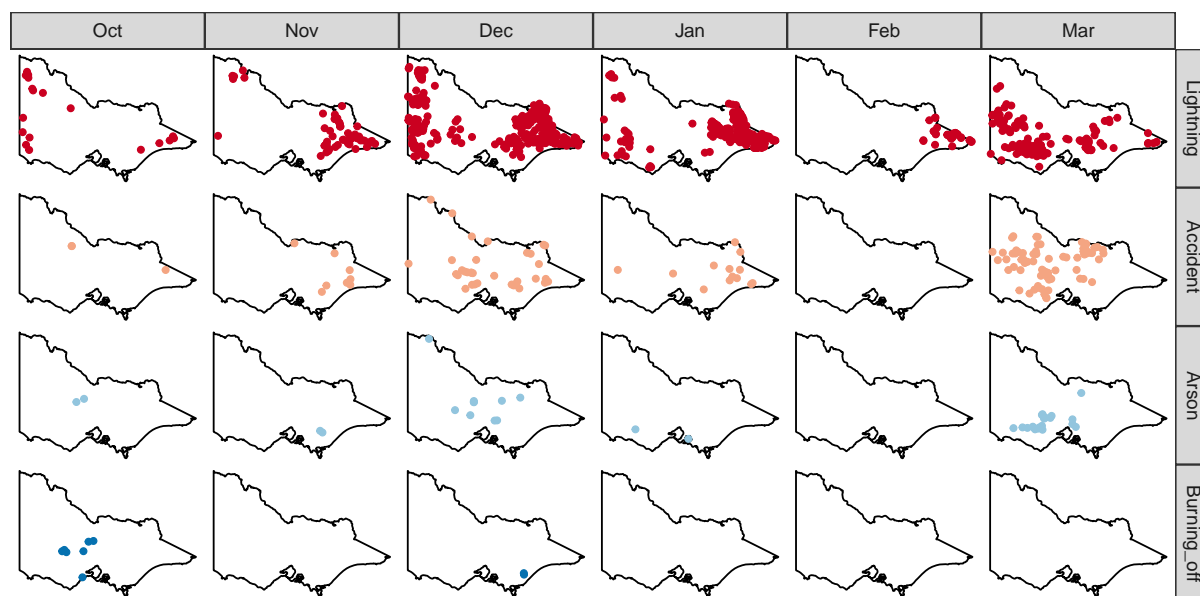 Oct
Nov
Dec
Jan
Feb
Mar
Lightning
Accident
Arson
Burning_off